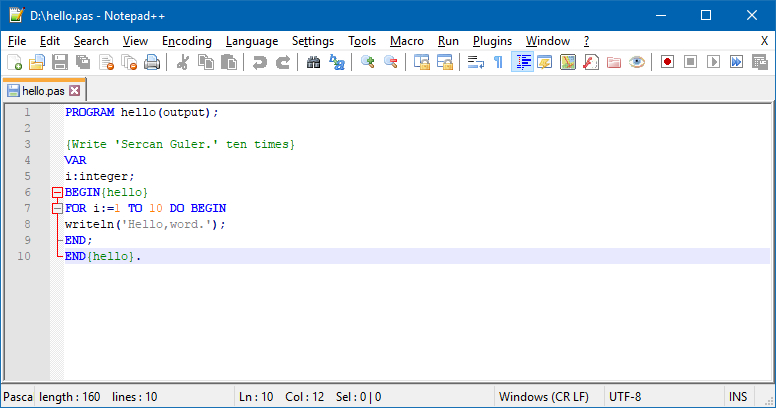 D:\hello.pas - Notepad++
File Edit Search View Encoding Language Settings Tools Macro Run Plugins Window ? X
hello.pas
1 PROGRAM hello(output);
2
3 {Write 'Sercan Guler.' ten times}
4 VAR
5 i:integer;
6 BEGIN{hello}
7 FOR i:=1 TO 10 DO BEGIN
8 writeln('Hello,word.');
9 END;
10 END{hello}.
Pasca length : 160 lines : 10 Ln : 10 Col : 12 Sel : 0 | 0 Windows (CR LF) UTF-8 INS